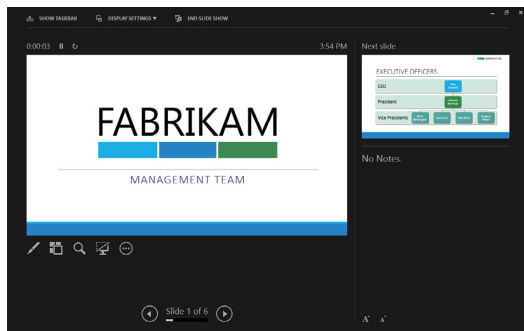 SHOW TASKBAR
DISPLAY SETTINGS ▼
END SLIDE SHOW
0:00:03
3:54 PM
FABRIKAM
MANAGEMENT TEAM
Slide 1 of 6
Next slide
EXECUTIVE OFFICERS
CEO
President
Vice Presidents
No Notes.
A A